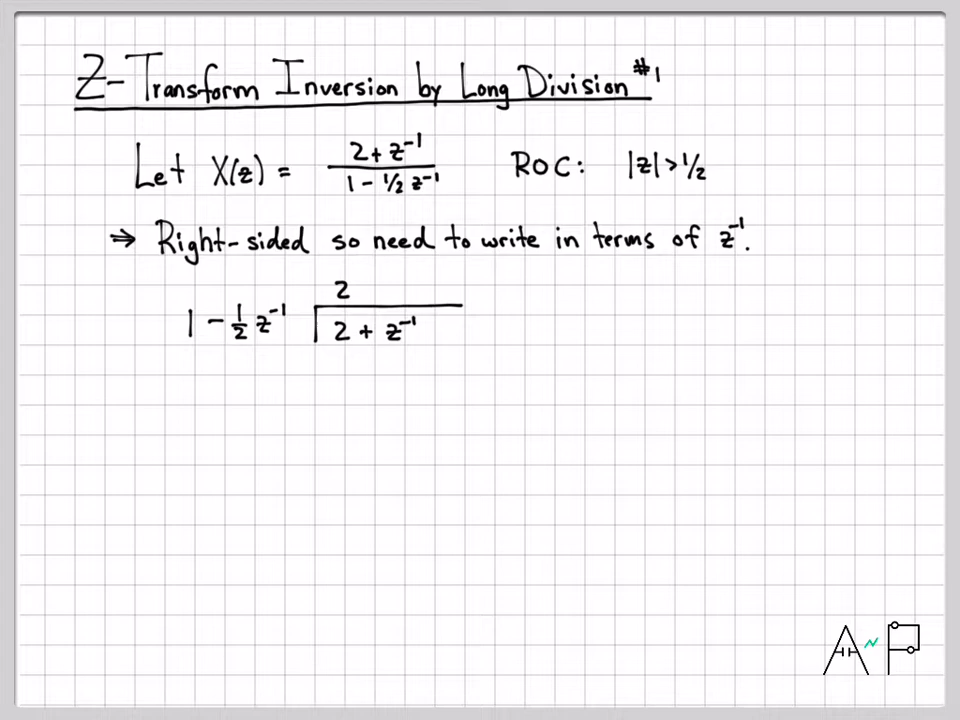 Z-Transform Inversion by Long Division #1
Let X(z) = 2 + z⁻¹ / 1 - 1/2 z⁻¹ ROC: |z| > 1/2
⇒ Right-sided so need to write in terms of z⁻¹.
2
1 - 1/2 z⁻¹ 2 + z⁻¹